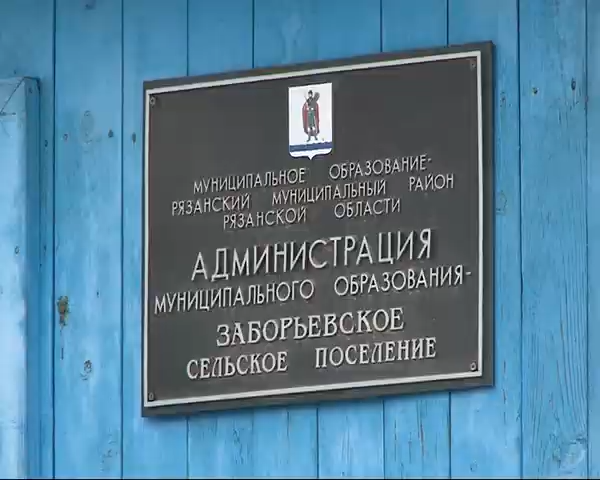 МУНИЦИПАЛЬНОЕ ОБРАЗОВАНИЕ-
РЯЗАНСКИЙ МУНИЦИПАЛЬНЫЙ РАЙОН
РЯЗАНСКОЙ ОБЛАСТИ
АДМИНИСТРАЦИЯ
МУНИЦИПАЛЬНОГО ОБРАЗОВАНИЯ-
ЗАБОРЬЕВСКОЕ
СЕЛЬСКОЕ ПОСЕЛЕНИЕ